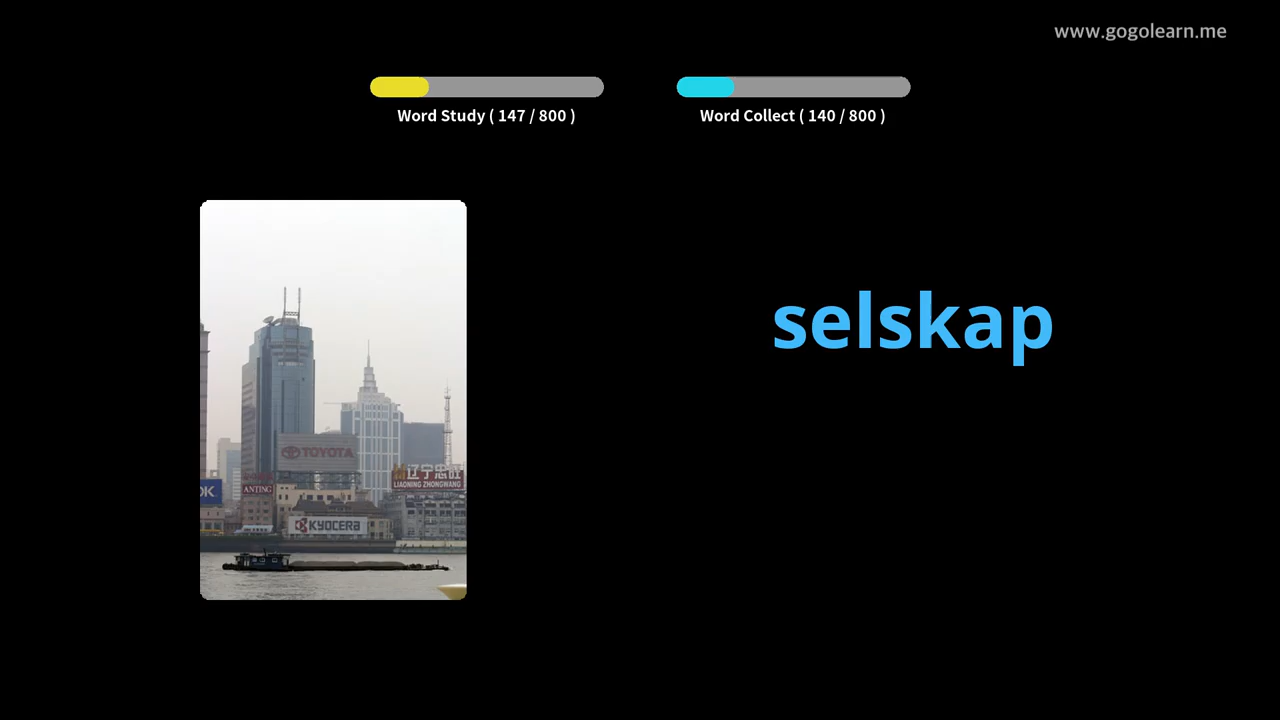 www.gogolearn.me
Word Study ( 147 / 800 )
Word Collect ( 140 / 800 )
selskap
TOYOTA
辽宁忠旺
LIAONING ZHONGWANG
OK
ANTING
KYOCERA